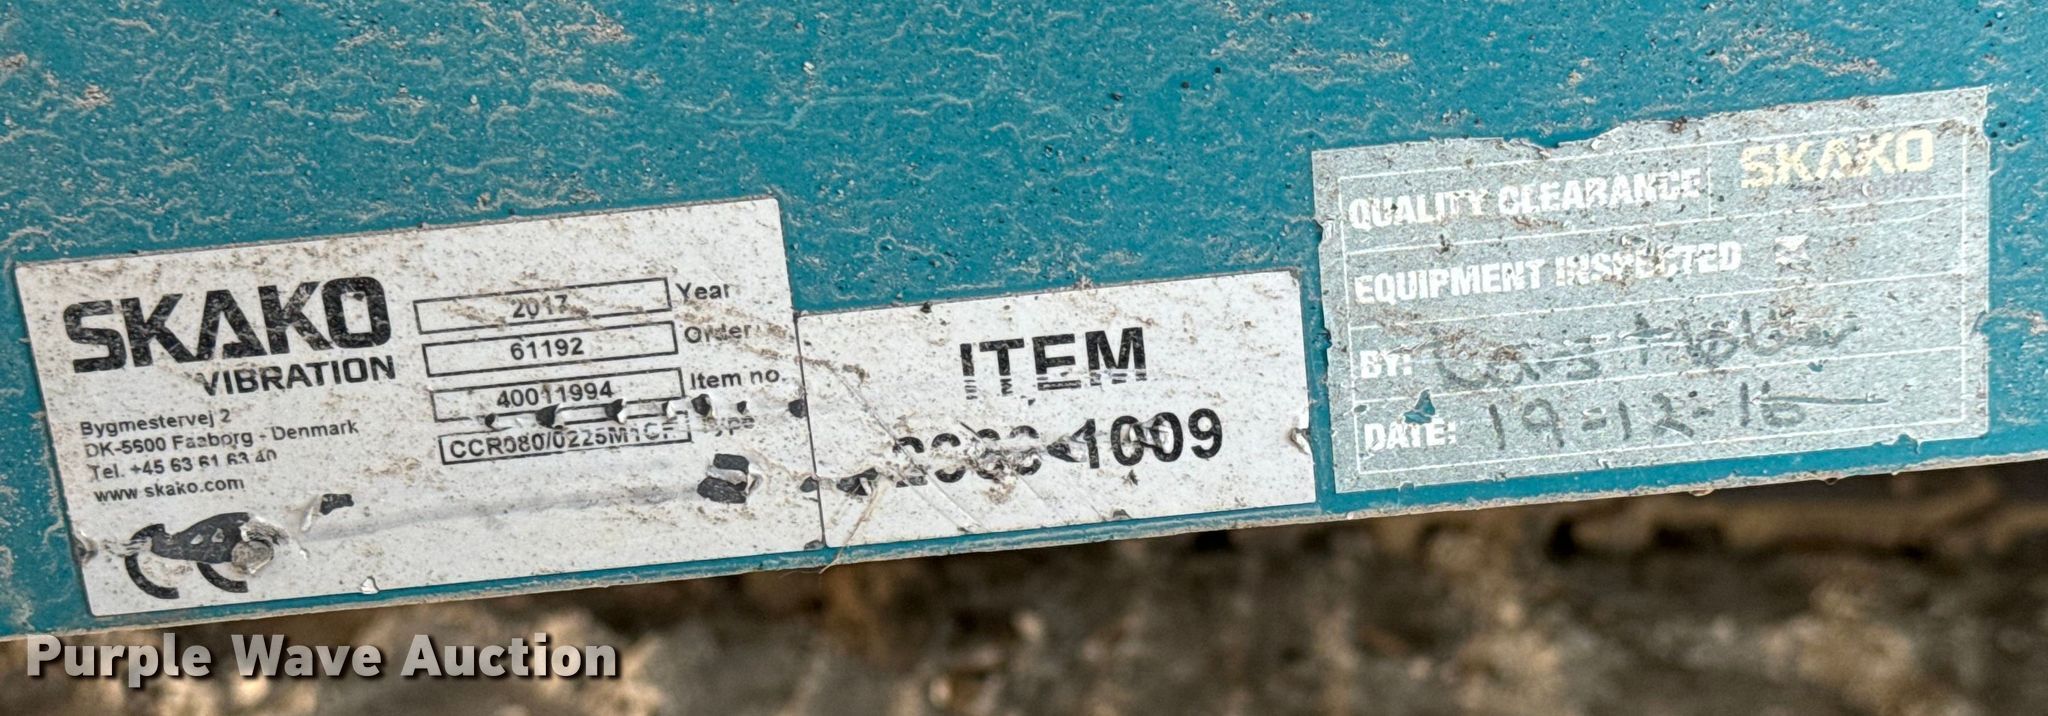 SKAKO
VIBRATION
Bygmestervej 2
DK-5600 Faaborg - Denmark
Tel. +45 63 61 63 40
www.skako.com
2017 Year
61192 Order
40011994 Item no.
CCR080/0225M1CF Type
CE
ITEM
1009
QUALITY CLEARANCE SKAKO
EQUIPMENT INSPECTED
BY:
DATE: 19-12-16
Purple Wave Auction